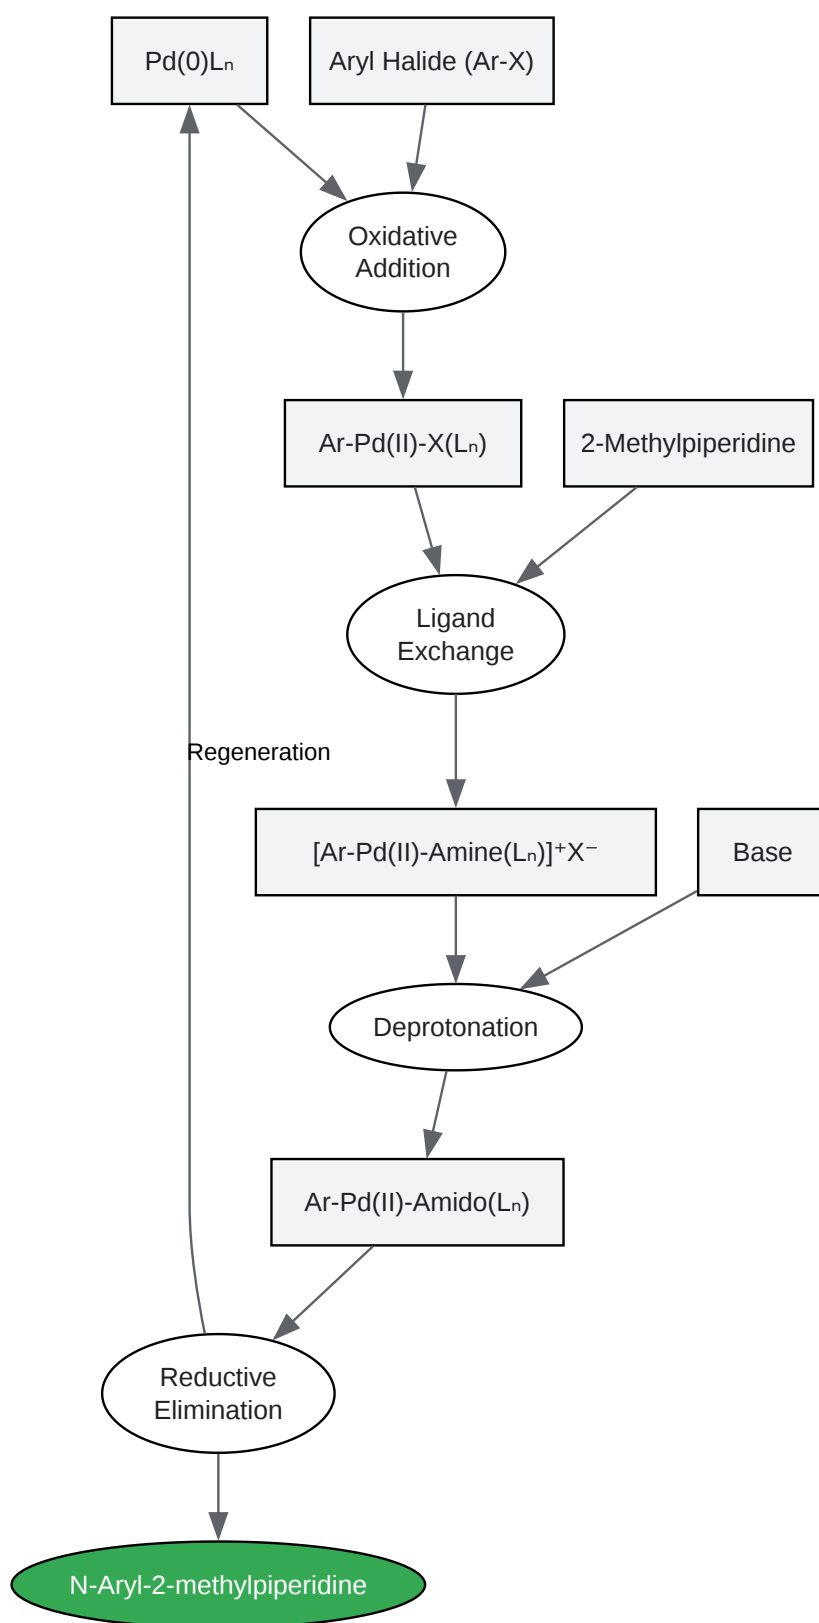 Pd(0)Lₙ
Aryl Halide (Ar-X)
Oxidative
Addition
Ar-Pd(II)-X(Lₙ)
2-Methylpiperidine
Ligand
Exchange
Regeneration
[Ar-Pd(II)-Amine(Lₙ)]⁺X⁻
Base
Deprotonation
Ar-Pd(II)-Amido(Lₙ)
Reductive
Elimination
N-Aryl-2-methylpiperidine